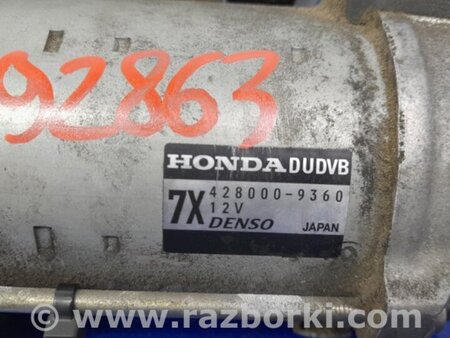 92863
HONDA DUDVB
7X 428000-9360
12V
DENSO JAPAN
www.razborki.com